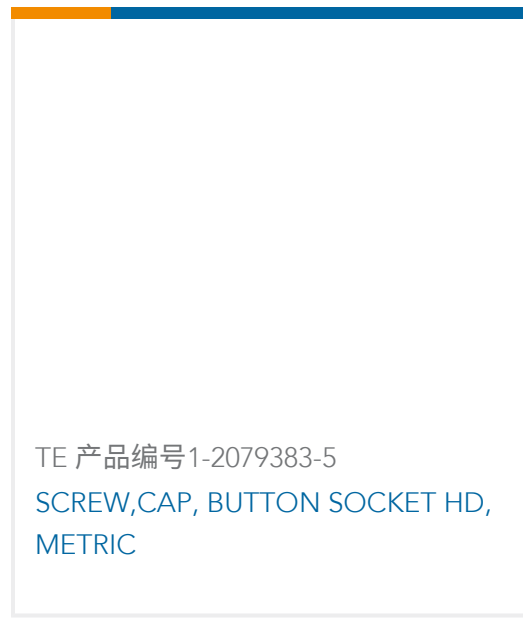 TE 产品编号1-2079383-5
SCREW,CAP, BUTTON SOCKET HD,
METRIC